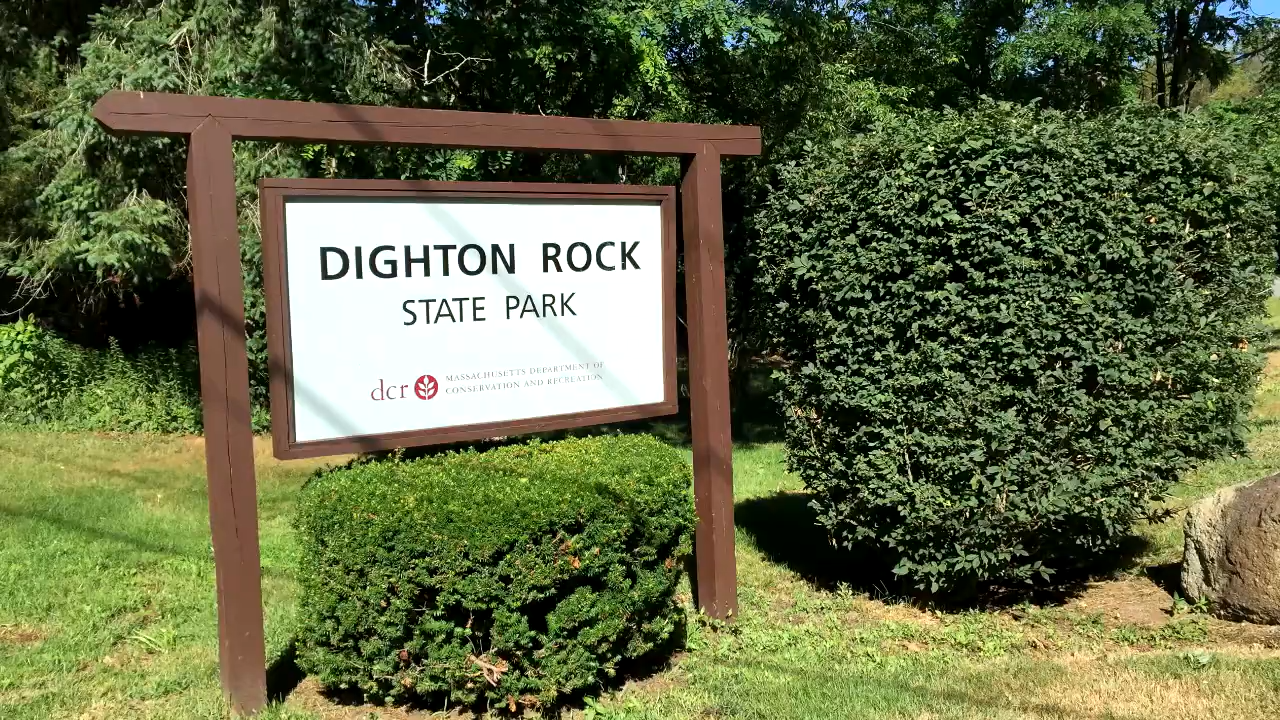 DIGHTON ROCK
STATE PARK
dcr MASSACHUSETTS DEPARTMENT OF
CONSERVATION AND RECREATION